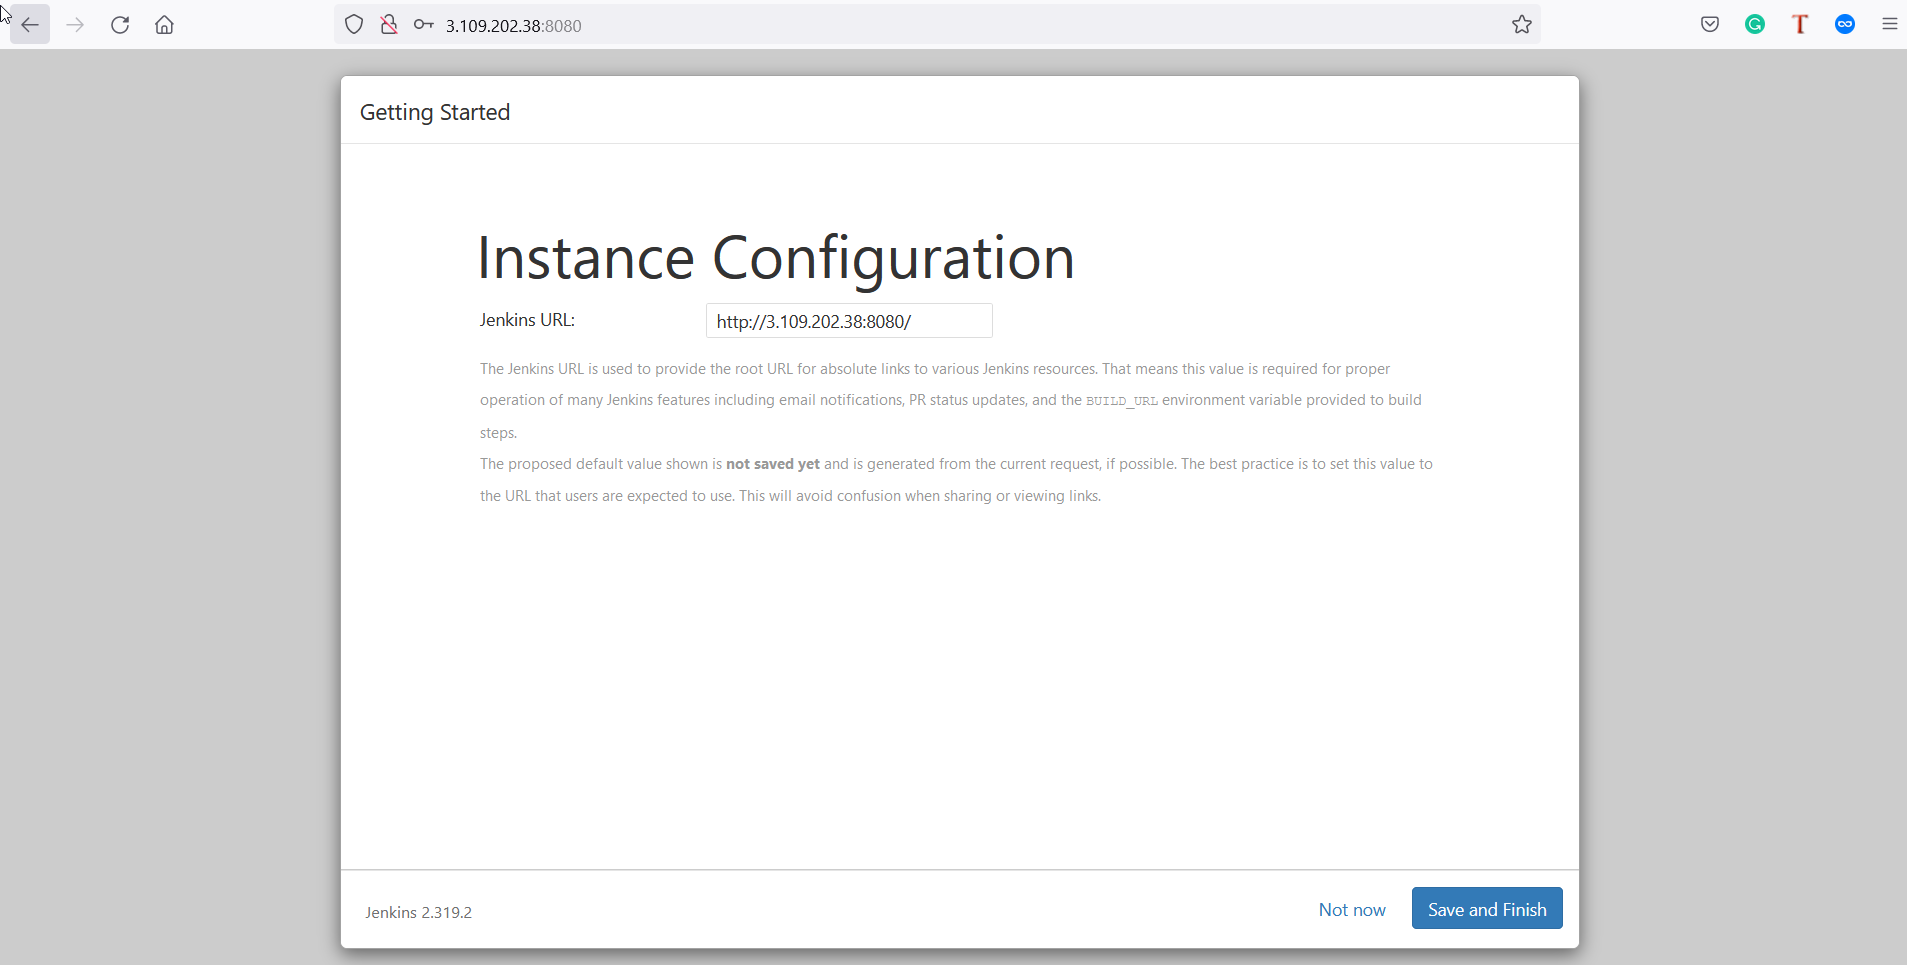 3.109.202.38:8080
Getting Started
Instance Configuration
Jenkins URL:
http://3.109.202.38:8080/
The Jenkins URL is used to provide the root URL for absolute links to various Jenkins resources. That means this value is required for proper
operation of many Jenkins features including email notifications, PR status updates, and the BUILD_URL environment variable provided to build
steps.
The proposed default value shown is not saved yet and is generated from the current request, if possible. The best practice is to set this value to
the URL that users are expected to use. This will avoid confusion when sharing or viewing links.
Jenkins 2.319.2
Not now
Save and Finish